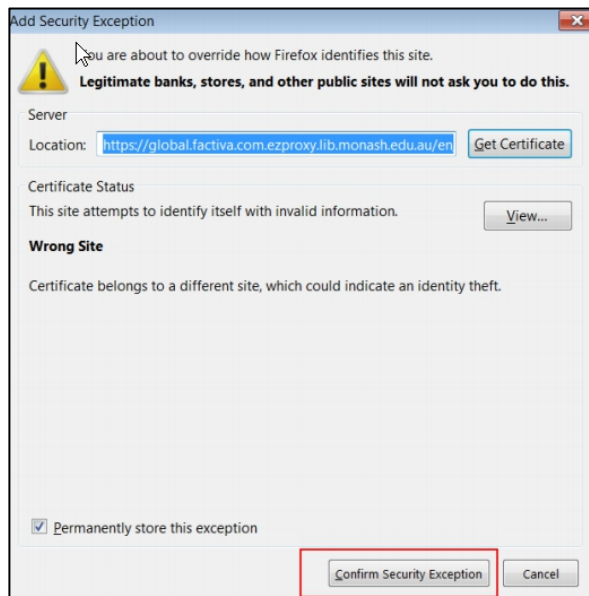 Add Security Exception
You are about to override how Firefox identifies this site.
Legitimate banks, stores, and other public sites will not ask you to do this.
Server
Location: https://global.factiva.com.ezproxy.lib.monash.edu.au/en Get Certificate
Certificate Status
This site attempts to identify itself with invalid information. View...
Wrong Site
Certificate belongs to a different site, which could indicate an identity theft.
Permanently store this exception
Confirm Security Exception Cancel